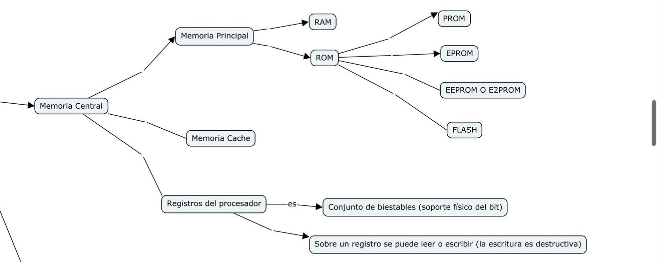 RAM
PROM
Memoria Principal
ROM
EPROM
EEPROM O E2PROM
Memoria Central
FLASH
Memoria Cache
Registros del procesador
es
Conjunto de biestables (soporte físico del bit)
Sobre un registro se puede leer o escribir (la escritura es destructiva)